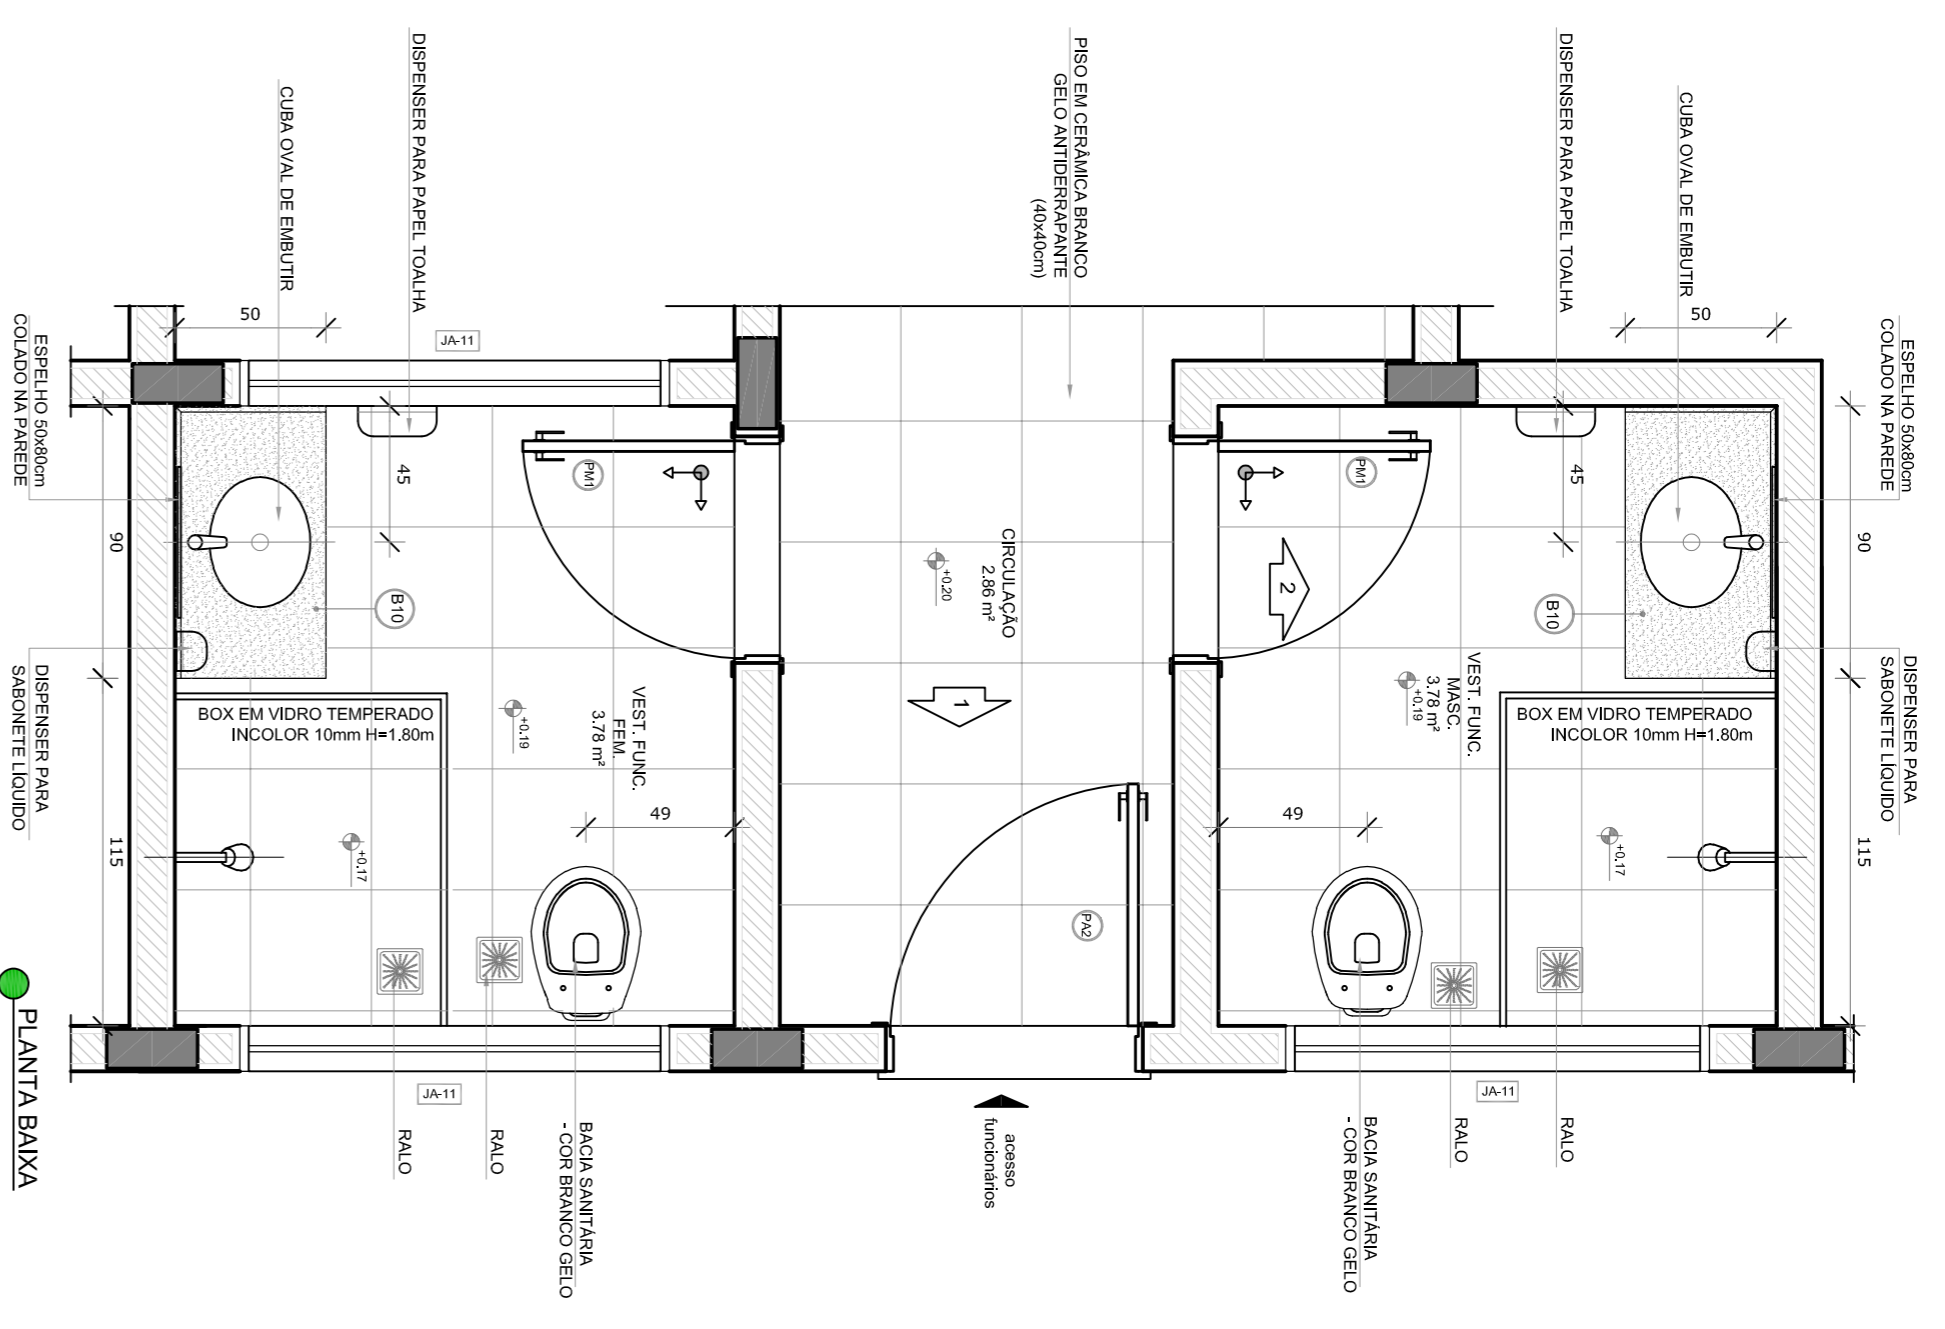 DISPENSER PARA PAPEL TOALHA
CUBA OVAL DE EMBUTIR
PISO EM CERÂMICA BRANCO
GELO ANTIDERRAPANTE
(40x40cm)
DISPENSER PARA PAPEL TOALHA
CUBA OVAL DE EMBUTIR
ESPELHO 50x80cm
COLADO NA PAREDE
50
JA-11
50
ESPELHO 50x80cm
COLADO NA PAREDE
45
PM1
PM1
45
90
90
B10
+0.20
CIRCULAÇÃO
2.86 m²
2
B10
DISPENSER PARA
SABONETE LÍQUIDO
BOX EM VIDRO TEMPERADO
INCOLOR 10mm H=1.80m
+0.19
VEST. FUNC.
FEM.
3.78 m²
1
VEST. FUNC.
MASC.
3.78 m²
+0.19
BOX EM VIDRO TEMPERADO
INCOLOR 10mm H=1.80m
DISPENSER PARA
SABONETE LÍQUIDO
49
49
115
+0.17
+0.17
115
PA2
JA-11
JA-11
RALO
RALO
BACIA SANITÁRIA
- COR BRANCO GELO
acesso
funcionários
BACIA SANITÁRIA
- COR BRANCO GELO
RALO
RALO
PLANTA BAIXA